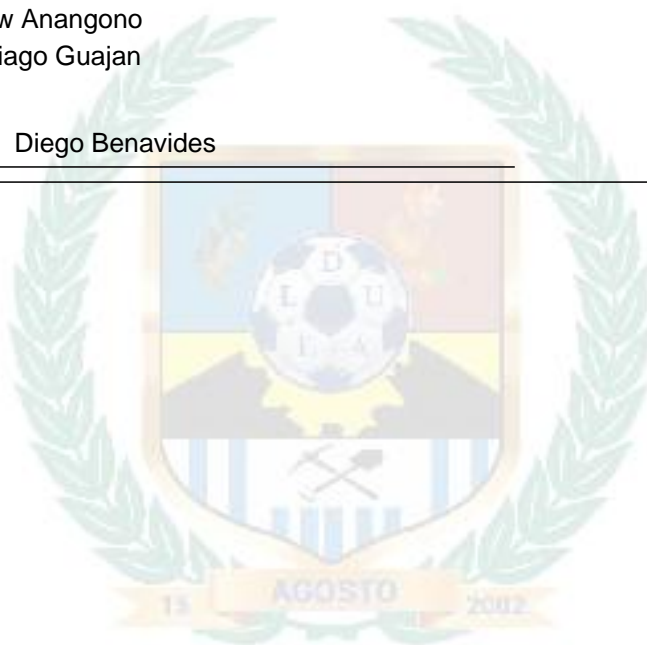 w Anangono
iago Guajan
Diego Benavides
D
L U
E A
15 AGOSTO 2002